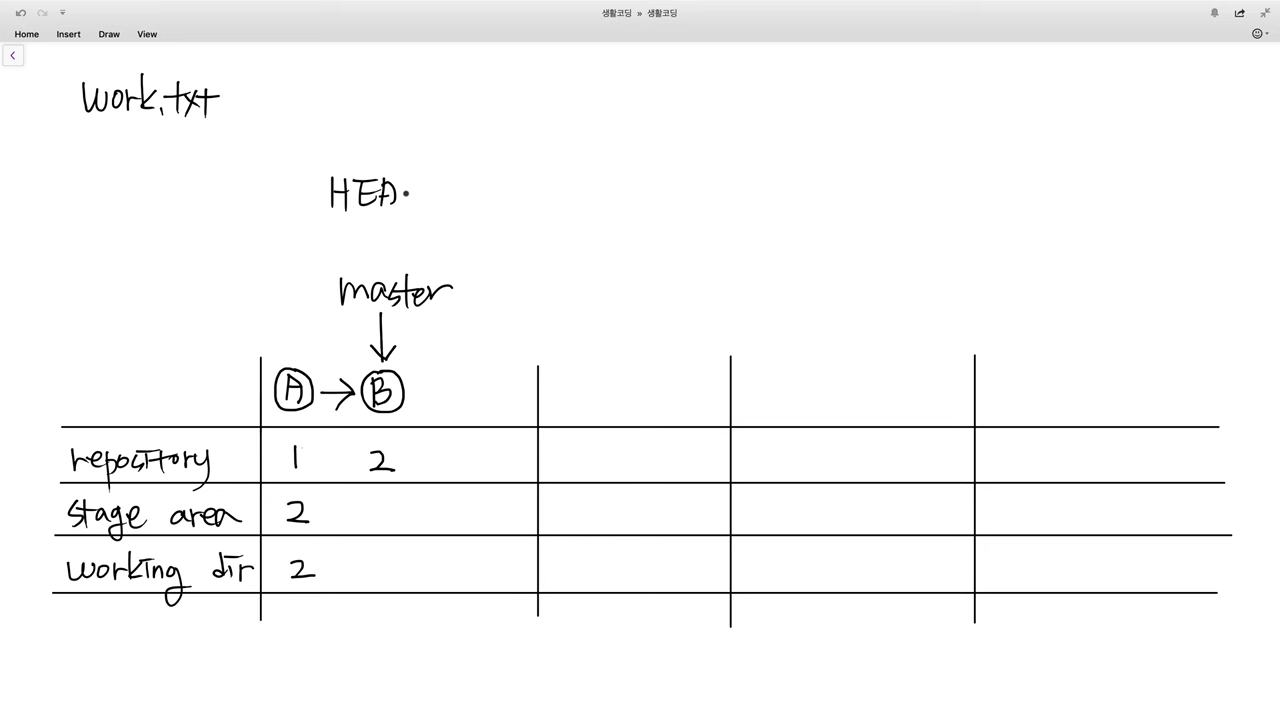 생활코딩 » 생활코딩
Home Insert Draw View
work.txt
HEA
master
A → B
repository 1 2
stage area 2
working dir 2